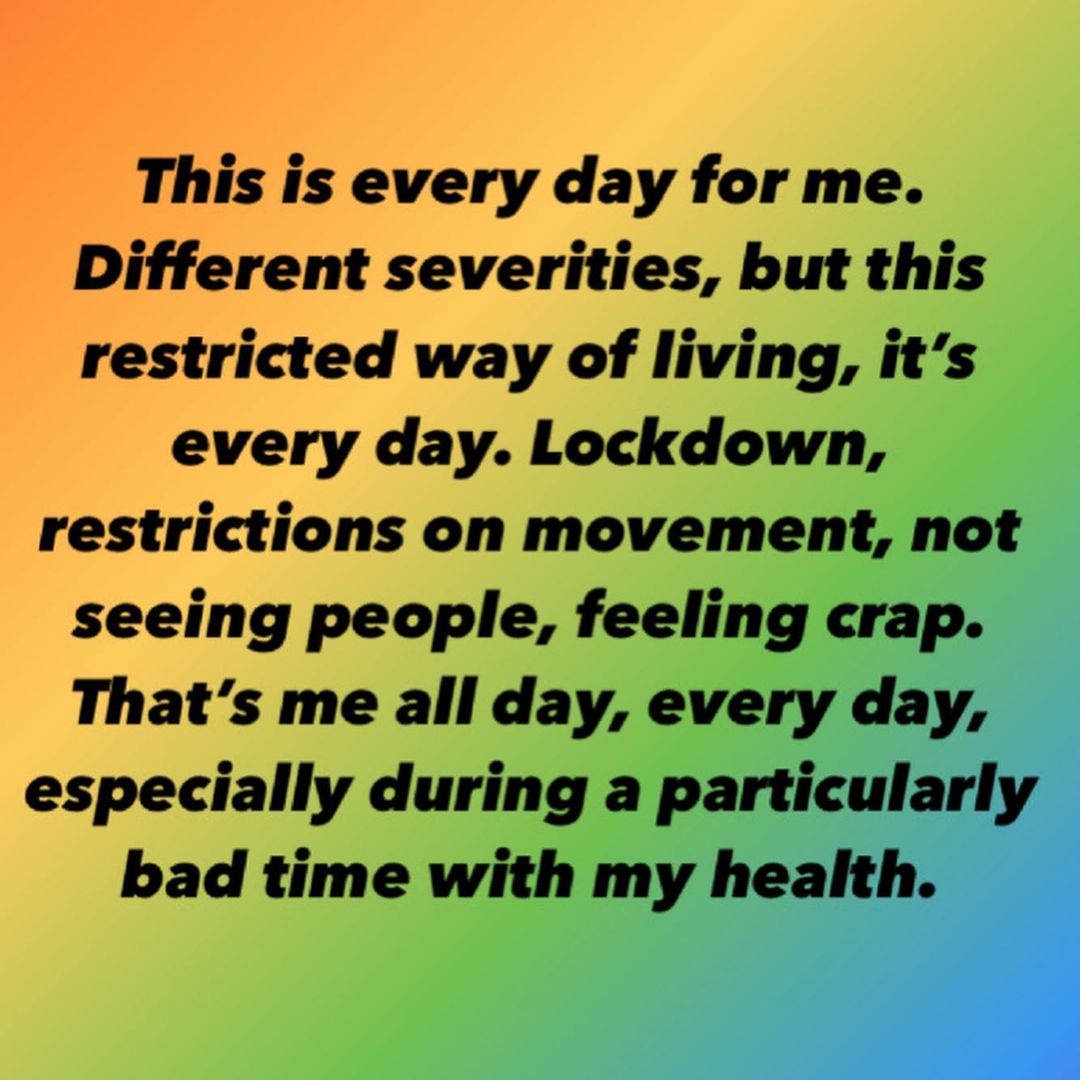 This is every day for me.
Different severities, but this
restricted way of living, it’s
every day. Lockdown,
restrictions on movement, not
seeing people, feeling crap.
That’s me all day, every day,
especially during a particularly
bad time with my health.